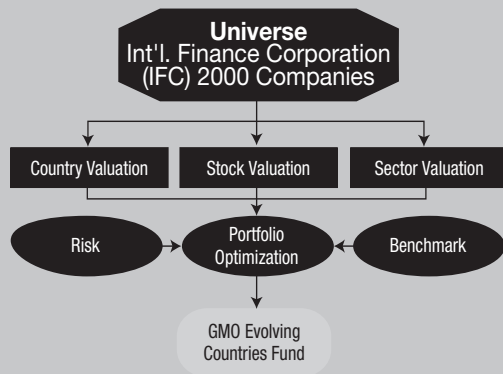 Universe
Int'l. Finance Corporation
(IFC) 2000 Companies
Country Valuation
Stock Valuation
Sector Valuation
Risk
Portfolio
Optimization
Benchmark
GMO Evolving
Countries Fund